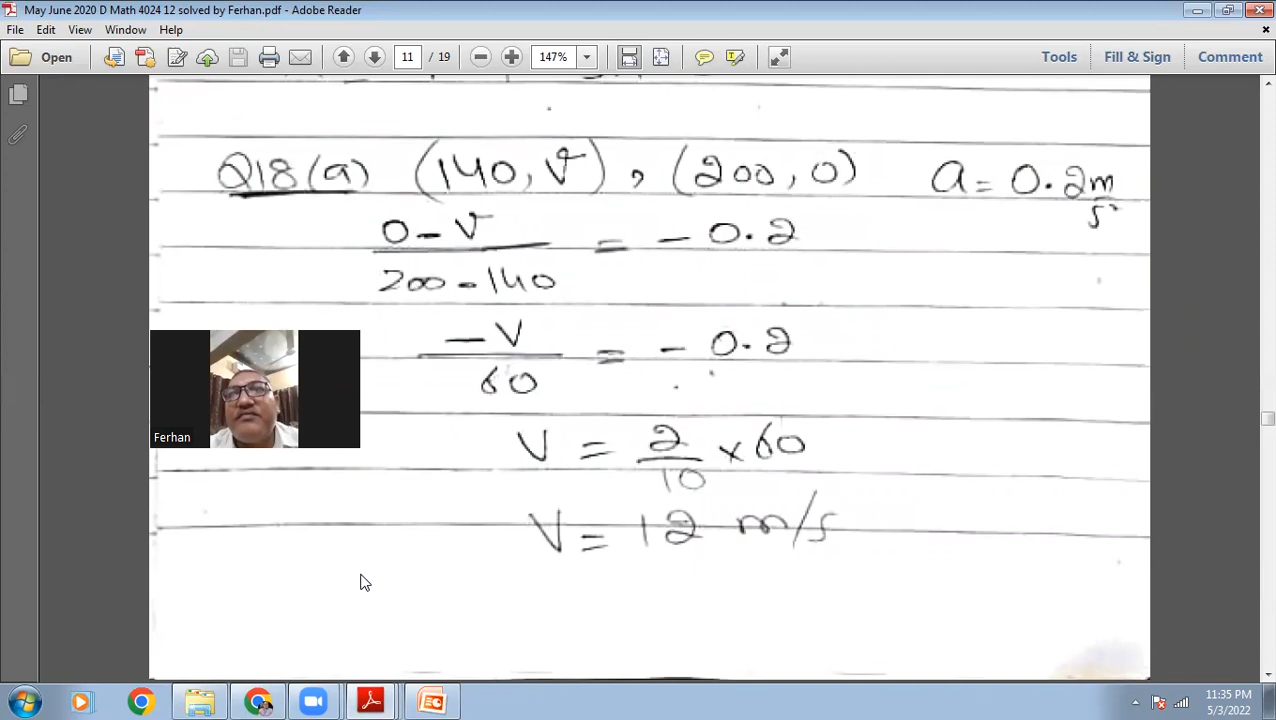 May June 2020 D Math 4024 12 solved by Ferhan.pdf - Adobe Reader
File Edit View Window Help
Open 11 / 19 147% Tools Fill & Sign Comment
Q18(a) (140, V), (200, 0) a = 0.2 m/s²
0 - V / 200 - 140 = - 0.2
- V / 60 = - 0.2
V = 2/10 × 60
V = 12 m/s
Ferhan
11:35 PM
5/3/2022